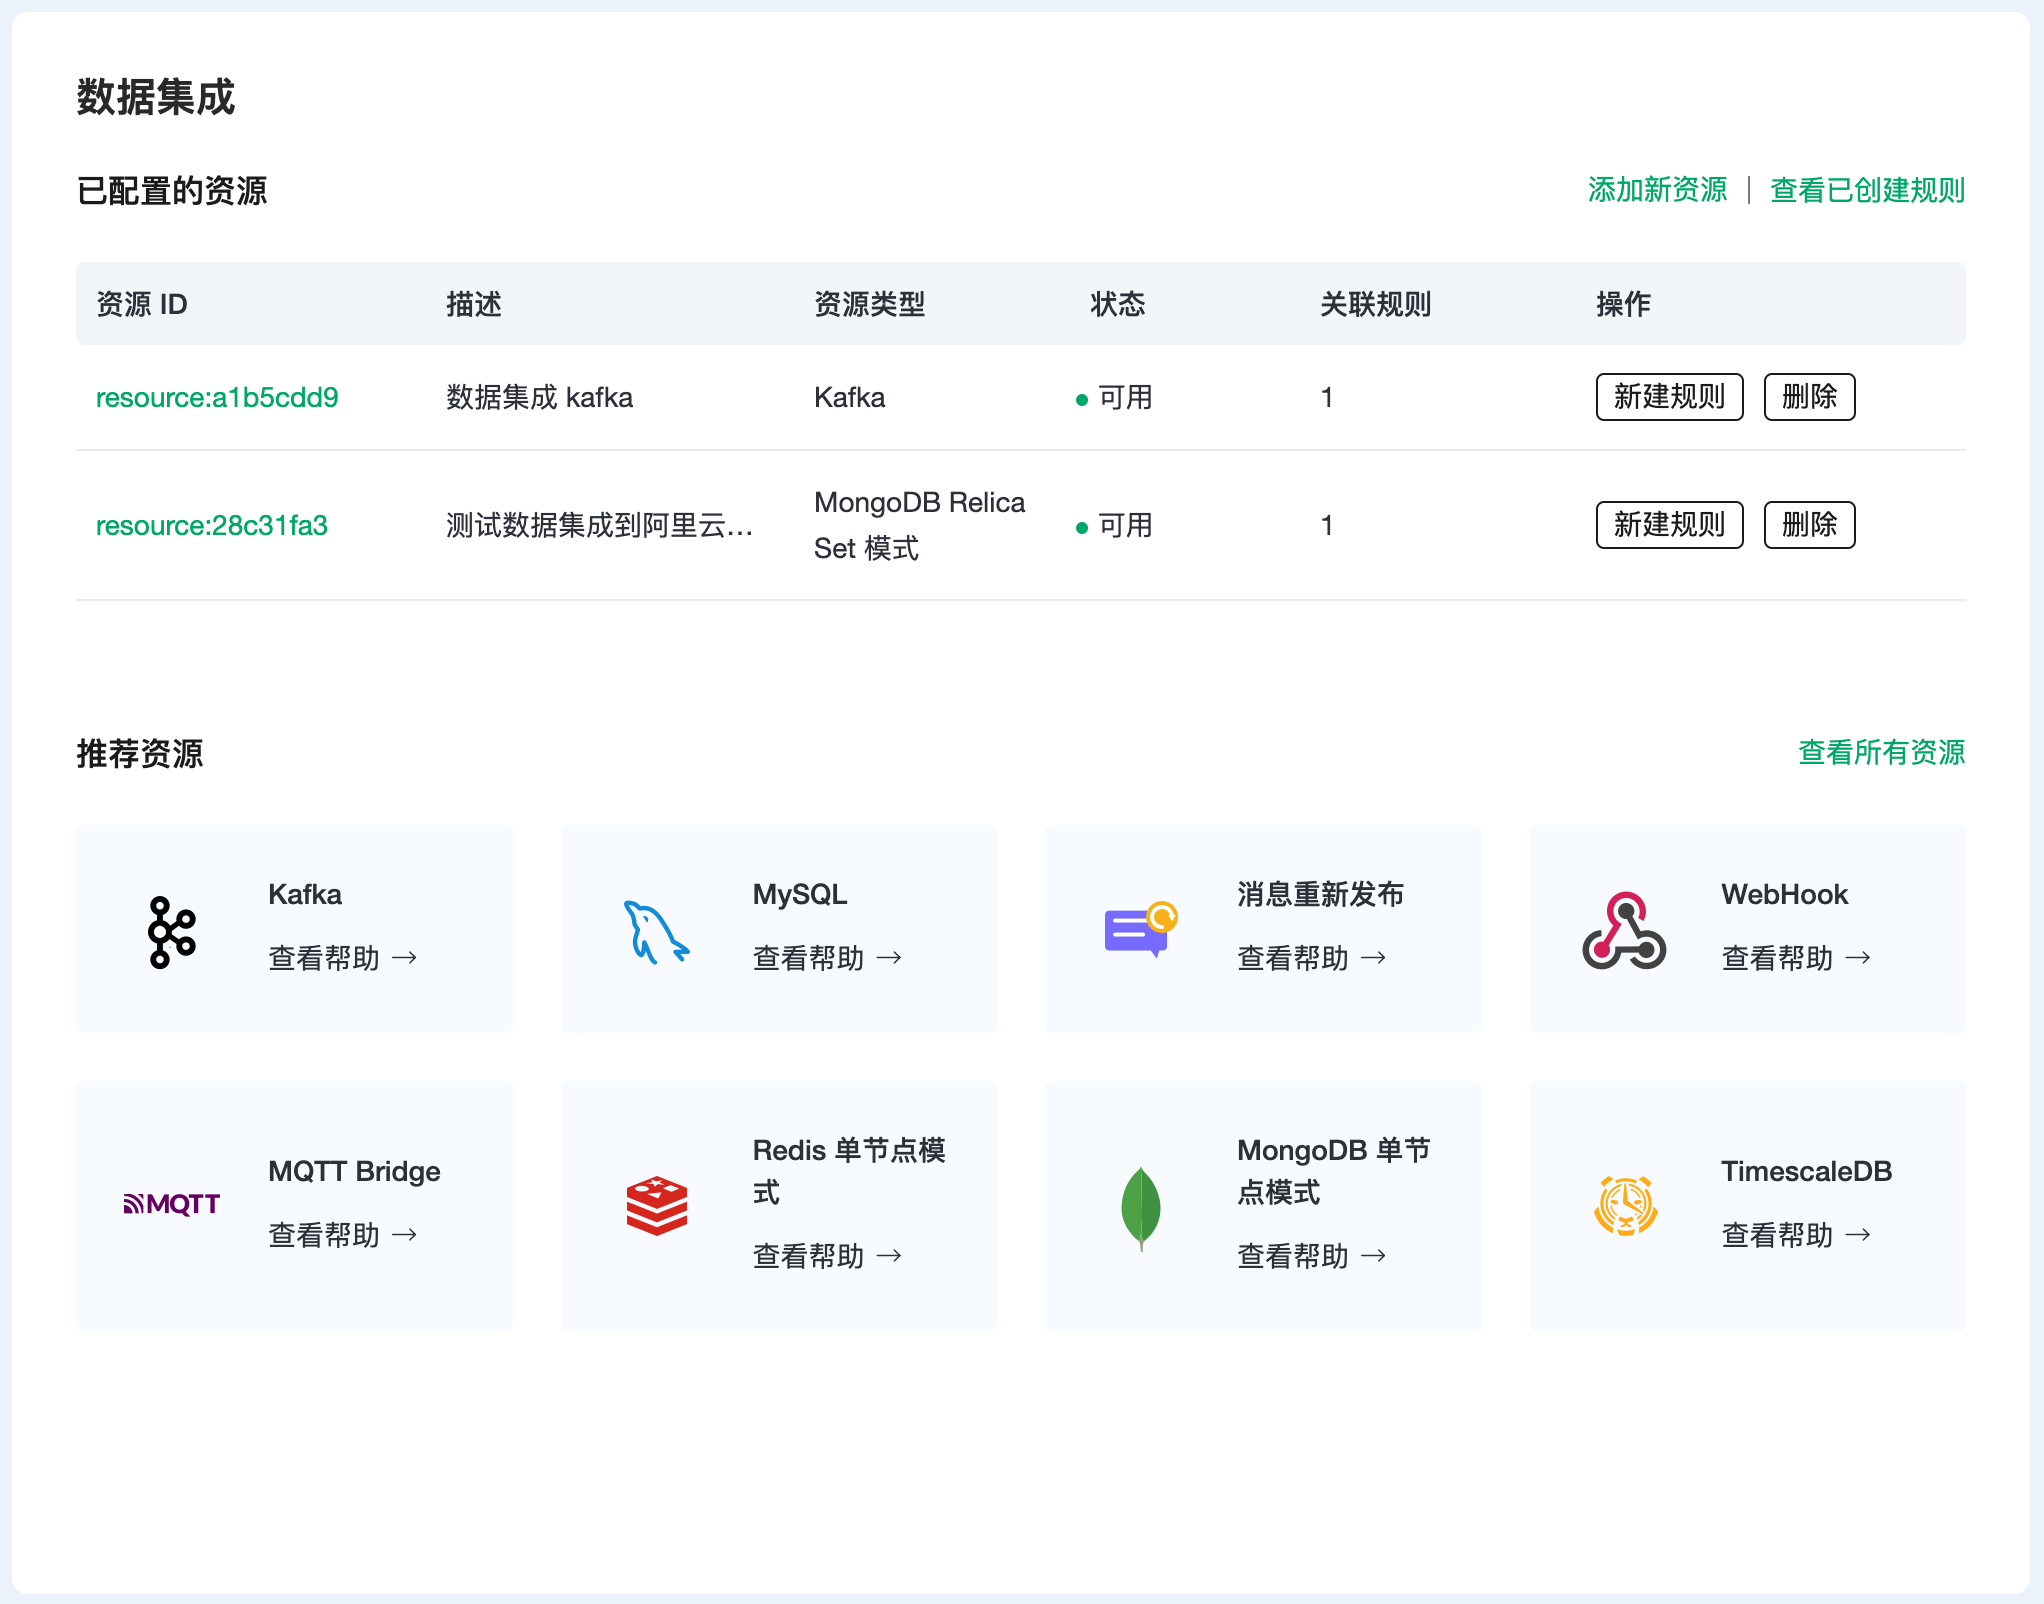 数据集成
已配置的资源
添加新资源 | 查看已创建规则
资源 ID 描述 资源类型 状态 关联规则 操作
resource:a1b5cdd9 数据集成 kafka Kafka 可用 1 新建规则 删除
resource:28c31fa3 测试数据集成到阿里云... MongoDB Relica 可用 1 新建规则 删除
Set 模式
推荐资源
查看所有资源
Kafka
查看帮助 →
MySQL
查看帮助 →
消息重新发布
查看帮助 →
WebHook
查看帮助 →
MQTT
MQTT Bridge
查看帮助 →
Redis 单节点模
式
查看帮助 →
MongoDB 单节
点模式
查看帮助 →
TimescaleDB
查看帮助 →